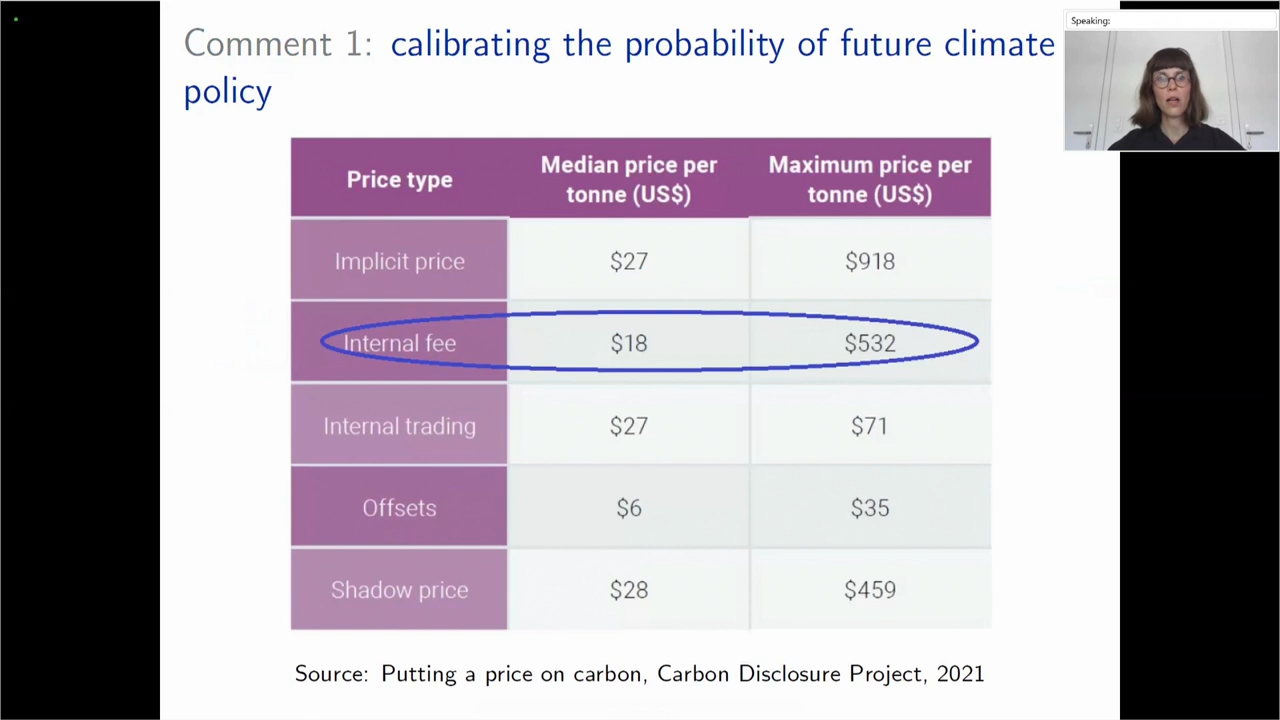 Comment 1: calibrating the probability of future climate
policy
Speaking:
Price type
Median price per
tonne (US$)
Maximum price per
tonne (US$)
Implicit price
$27
$918
Internal fee
$18
$532
Internal trading
$27
$71
Offsets
$6
$35
Shadow price
$28
$459
Source: Putting a price on carbon, Carbon Disclosure Project, 2021